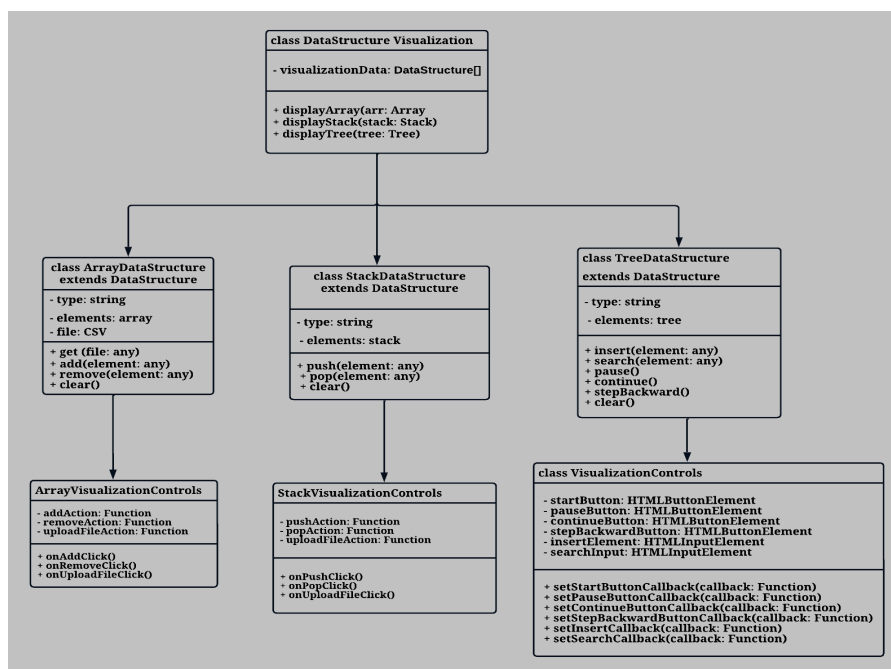 class DataStructure Visualization
- visualizationData: DataStructure[]
+ displayArray(arr: Array
+ displayStack(stack: Stack)
+ displayTree(tree: Tree)
class ArrayDataStructure
extends DataStructure
- type: string
- elements: array
- file: CSV
+ get (file: any)
+ add(element: any)
+ remove(element: any)
+ clear()
class StackDataStructure
extends DataStructure
- type: string
- elements: stack
+ push(element: any)
+ pop(element: any)
+ clear()
class TreeDataStructure
extends DataStructure
- type: string
- elements: tree
+ insert(element: any)
+ search(element: any)
+ pause()
+ continue()
+ stepBackward()
+ clear()
ArrayVisualizationControls
- addAction: Function
- removeAction: Function
- uploadFileAction: Function
+ onAddClick()
+ onRemoveClick()
+ onUploadFileClick()
StackVisualizationControls
- pushAction: Function
- popAction: Function
- uploadFileAction: Function
+ onPushClick()
+ onPopClick()
+ onUploadFileClick()
class VisualizationControls
- startButton: HTMLButtonElement
- pauseButton: HTMLButtonElement
- continueButton: HTMLButtonElement
- stepBackwardButton: HTMLButtonElement
- insertElement: HTMLInputElement
- searchInput: HTMLInputElement
+ setStartButtonCallback(callback: Function)
+ setPauseButtonCallback(callback: Function)
+ setContinueButtonCallback(callback: Function)
+ setStepBackwardButtonCallback(callback: Function)
+ setInsertCallback(callback: Function)
+ setSearchCallback(callback: Function)